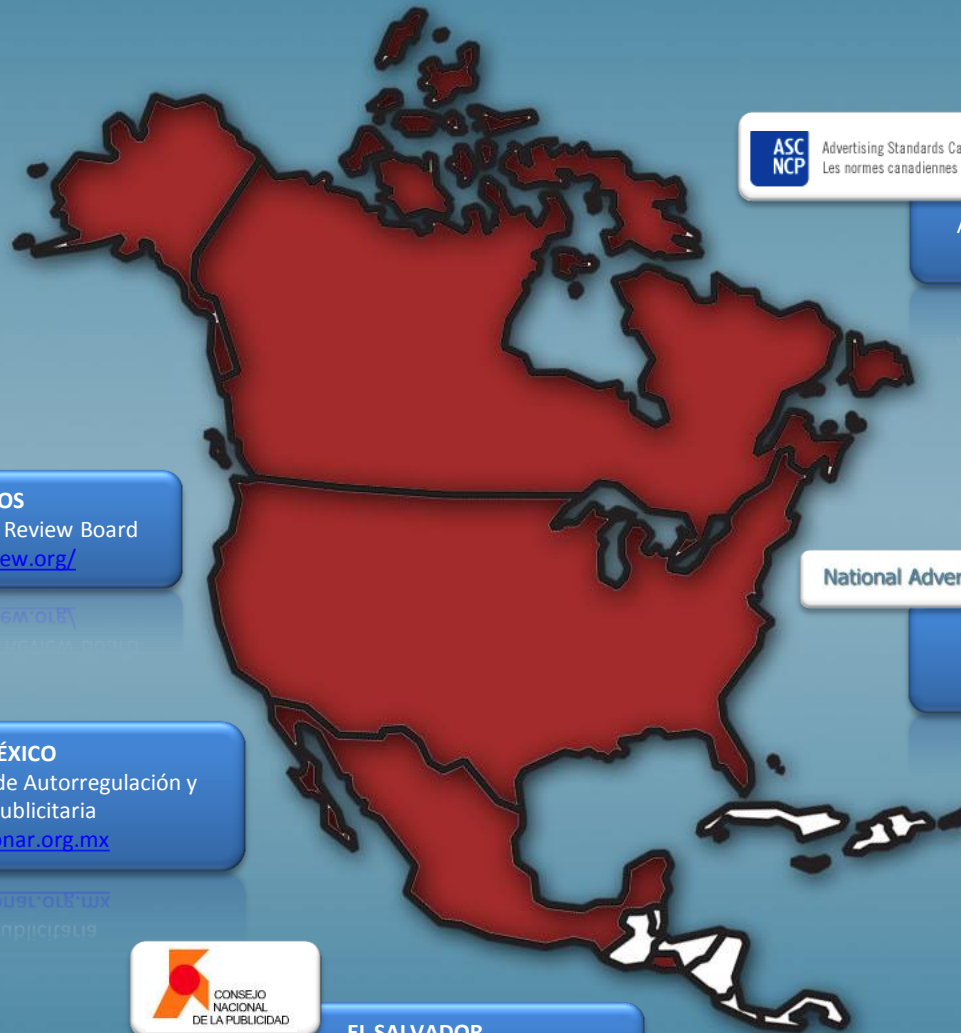 ASC
NCP
Advertising Standards Ca
Les normes canadiennes
A
OS
Review Board
ew.org/
National Adver
ÉXICO
de Autorregulación y
ublicitaria
onar.org.mx
CONSEJO
NACIONAL
DE LA PUBLICIDAD
EL SALVADOR